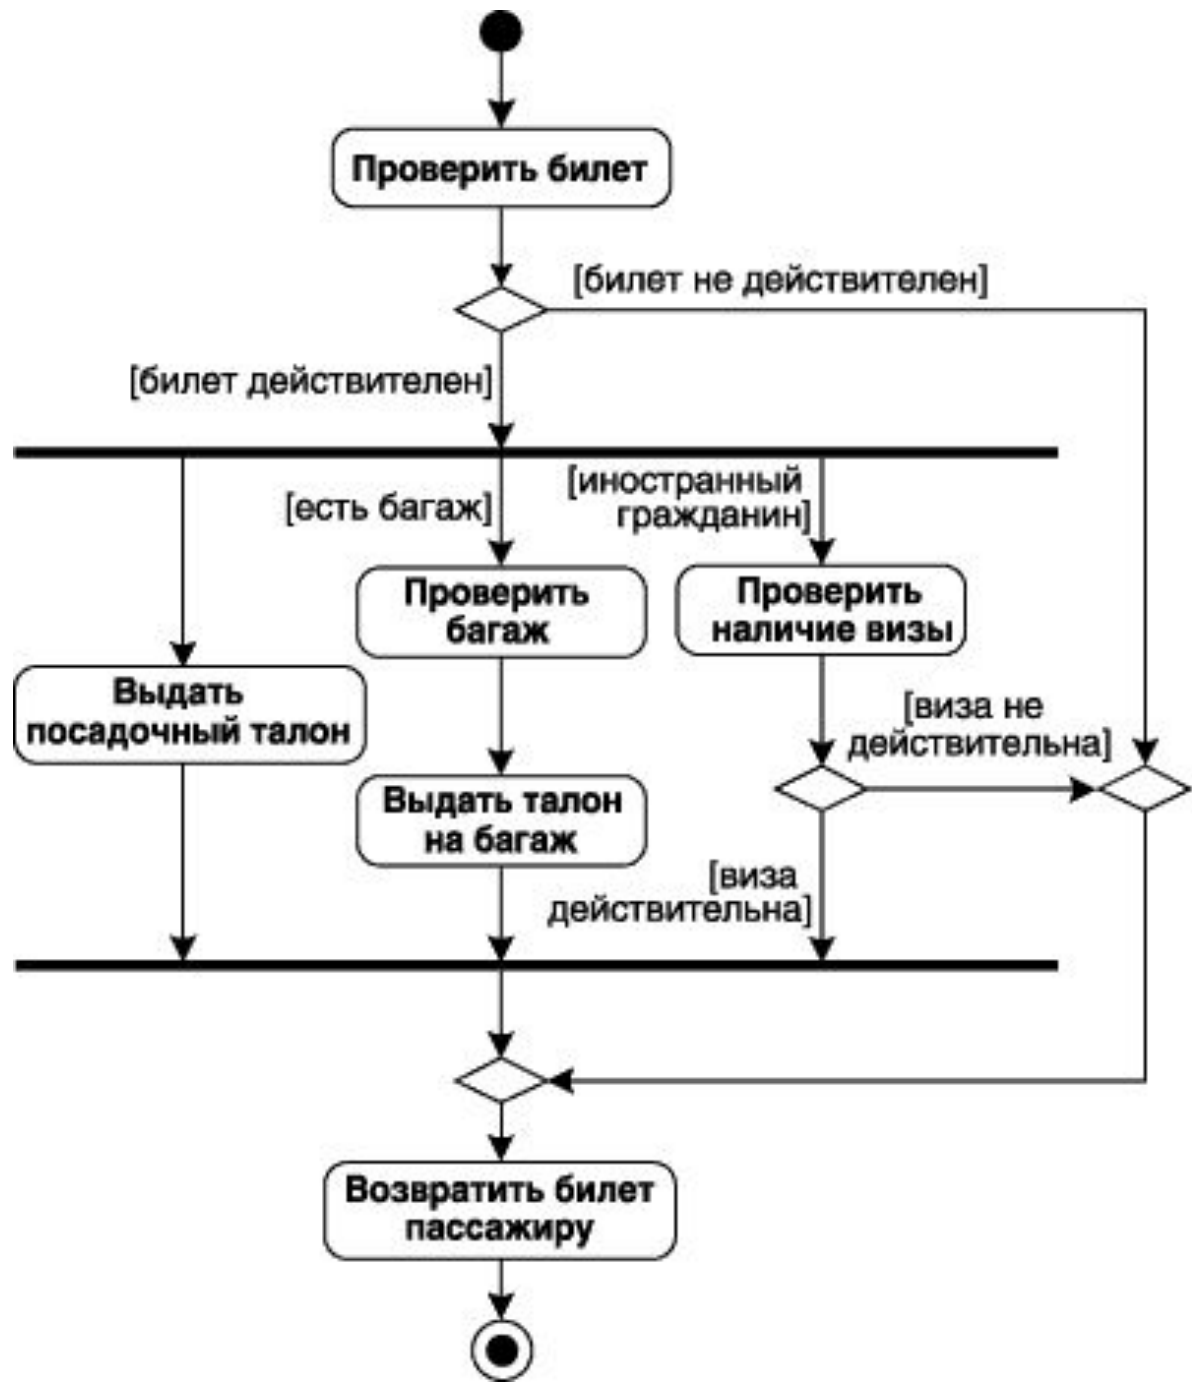 Проверить билет
[билет не действителен]
[билет действителен]
[есть багаж]
[иностранный
гражданин]
Проверить
багаж
Проверить
наличие визы
Выдать
посадочный талон
[виза не
действительна]
Выдать талон
на багаж
[виза
действительна]
Возвратить билет
пассажиру